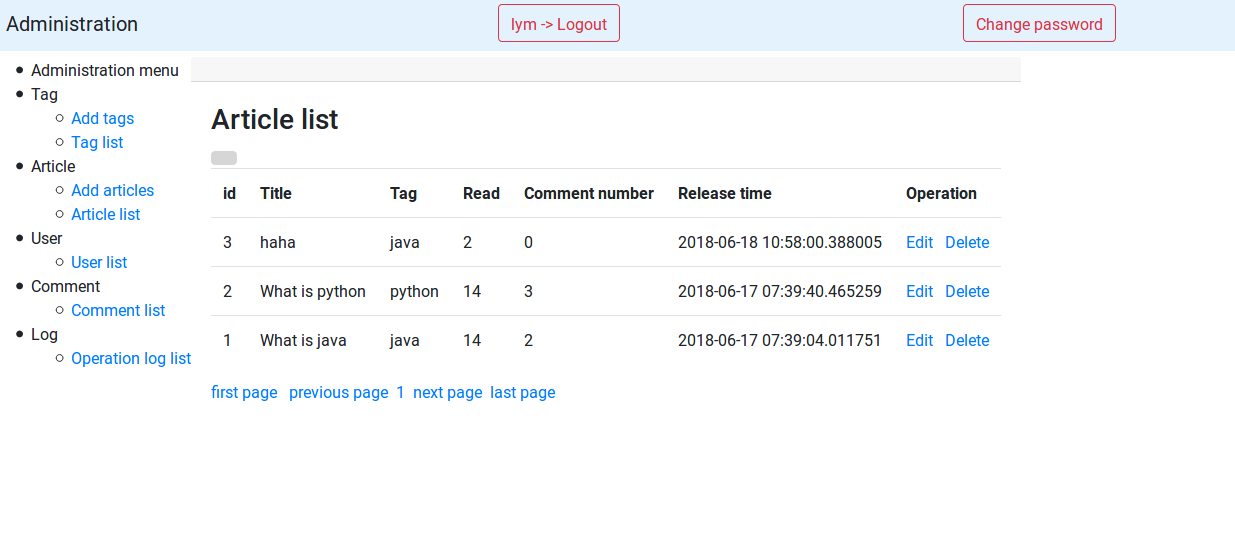 Administration lym -> Logout Change password
Administration menu
Tag
Add tags
Tag list
Article
Add articles
Article list
User
User list
Comment
Comment list
Log
Operation log list
Article list
id Title Tag Read Comment number Release time Operation
3 haha java 2 0 2018-06-18 10:58:00.388005 Edit Delete
2 What is python python 14 3 2018-06-17 07:39:40.465259 Edit Delete
1 What is java java 14 2 2018-06-17 07:39:04.011751 Edit Delete
first page previous page 1 next page last page